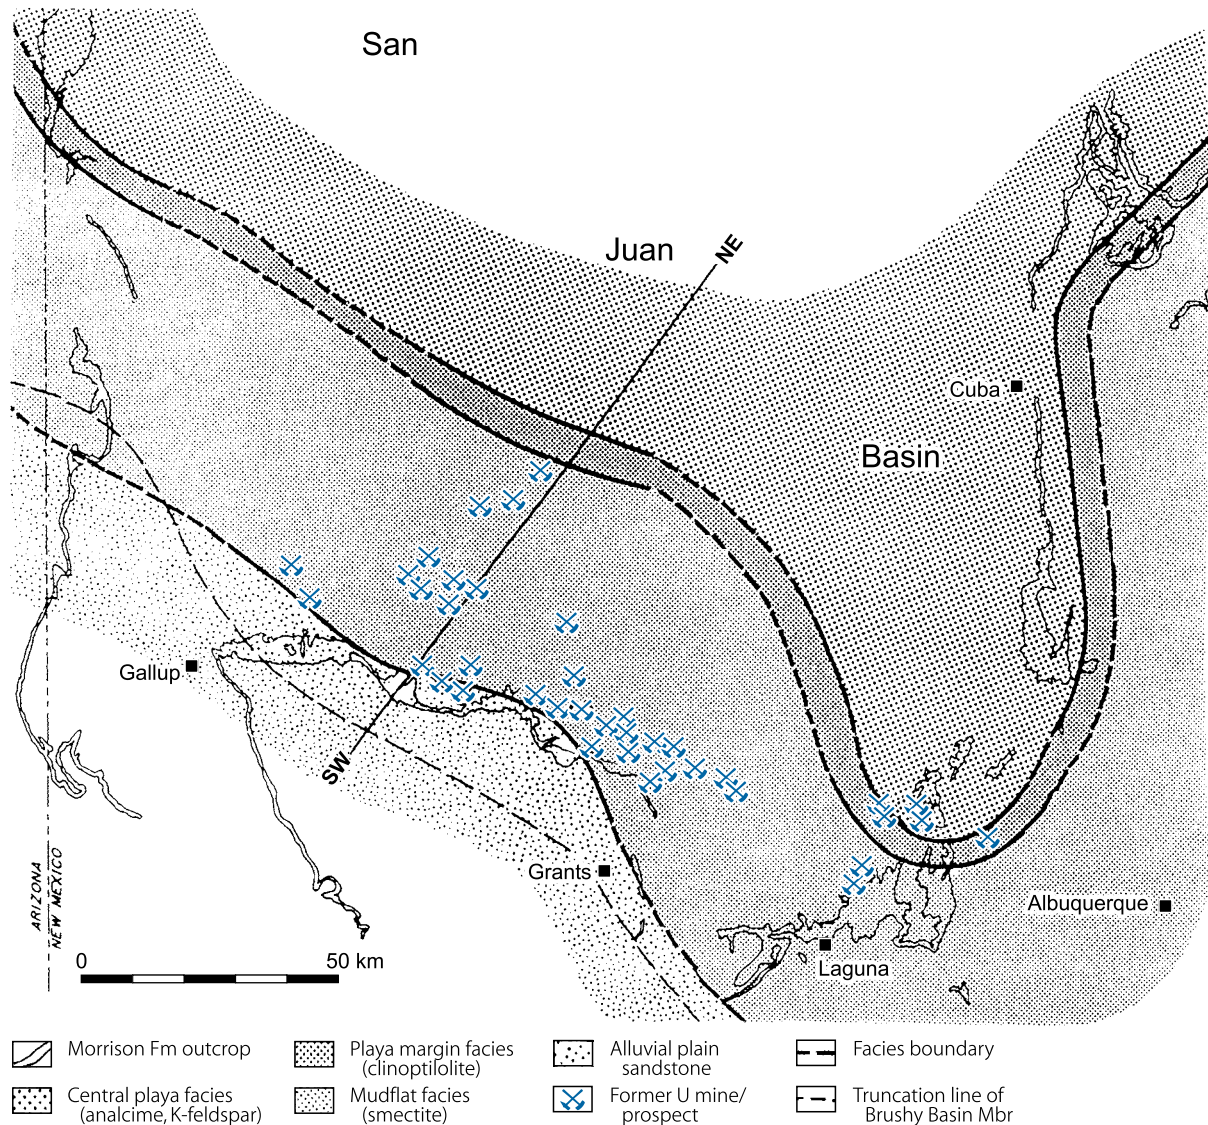 San
Juan
NE
Cuba
Basin
Gallup
SW
Grants
ARIZONA
NEW MEXICO
Albuquerque
Laguna
0 50 km
Morrison Fm outcrop
Central playa facies
(analcime, K-feldspar)
Playa margin facies
(clinoptilolite)
Mudflat facies
(smectite)
Alluvial plain
sandstone
Former U mine/
prospect
Facies boundary
Truncation line of
Brushy Basin Mbr